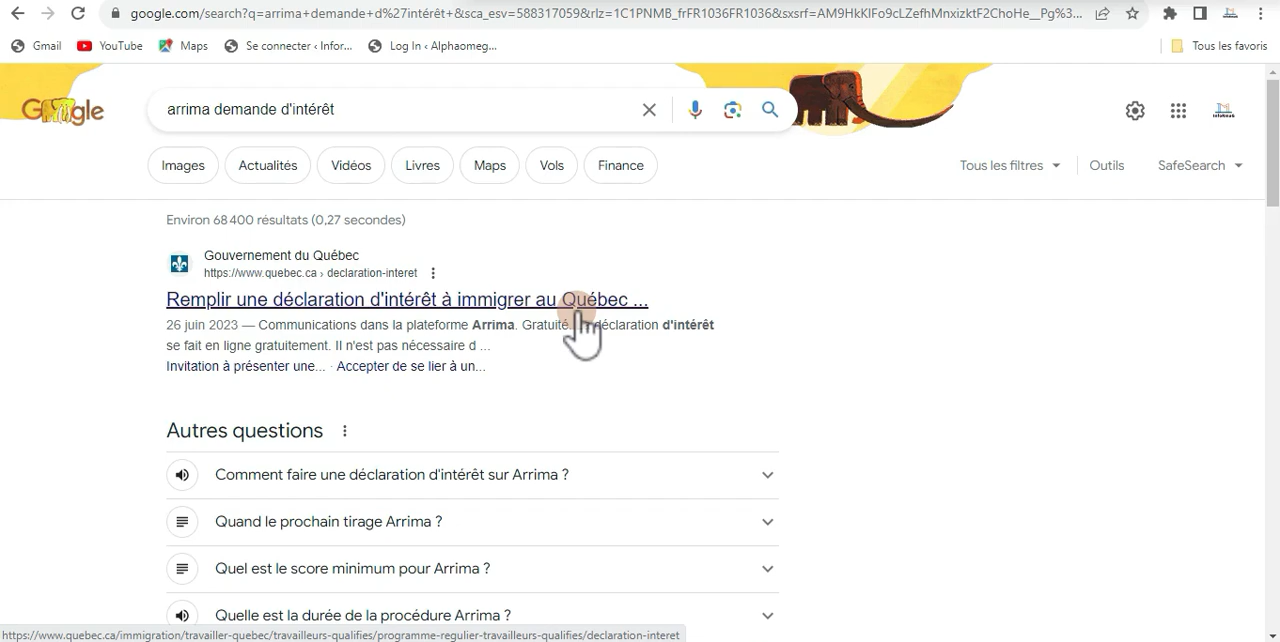 google.com/search?q=arrima+demande+d%27intérêt+&sca_esv=588317059&rlz=1C1PNMB_frFR1036FR1036&sxsrf=AM9HkKIFo9cLZefhMnxizktF2ChoHe__Pg%3...
Gmail YouTube Maps Se connecter ‹ Infor... Log In ‹ Alphaomeg... Tous les favoris
Google
arrima demande d'intérêt
Images Actualités Vidéos Livres Maps Vols Finance Tous les filtres Outils SafeSearch
Environ 68 400 résultats (0,27 secondes)
Gouvernement du Québec
https://www.quebec.ca › declaration-interet
Remplir une déclaration d'intérêt à immigrer au Québec ...
26 juin 2023 — Communications dans la plateforme Arrima. Gratuité. déclaration d'intérêt
se fait en ligne gratuitement. Il n'est pas nécessaire d ...
Invitation à présenter une... · Accepter de se lier à un...
Autres questions
Comment faire une déclaration d'intérêt sur Arrima ?
Quand le prochain tirage Arrima ?
Quel est le score minimum pour Arrima ?
Quelle est la durée de la procédure Arrima ?
https://www.quebec.ca/immigration/travailler-quebec/travailleurs-qualifies/programme-regulier-travailleurs-qualifies/declaration-interet